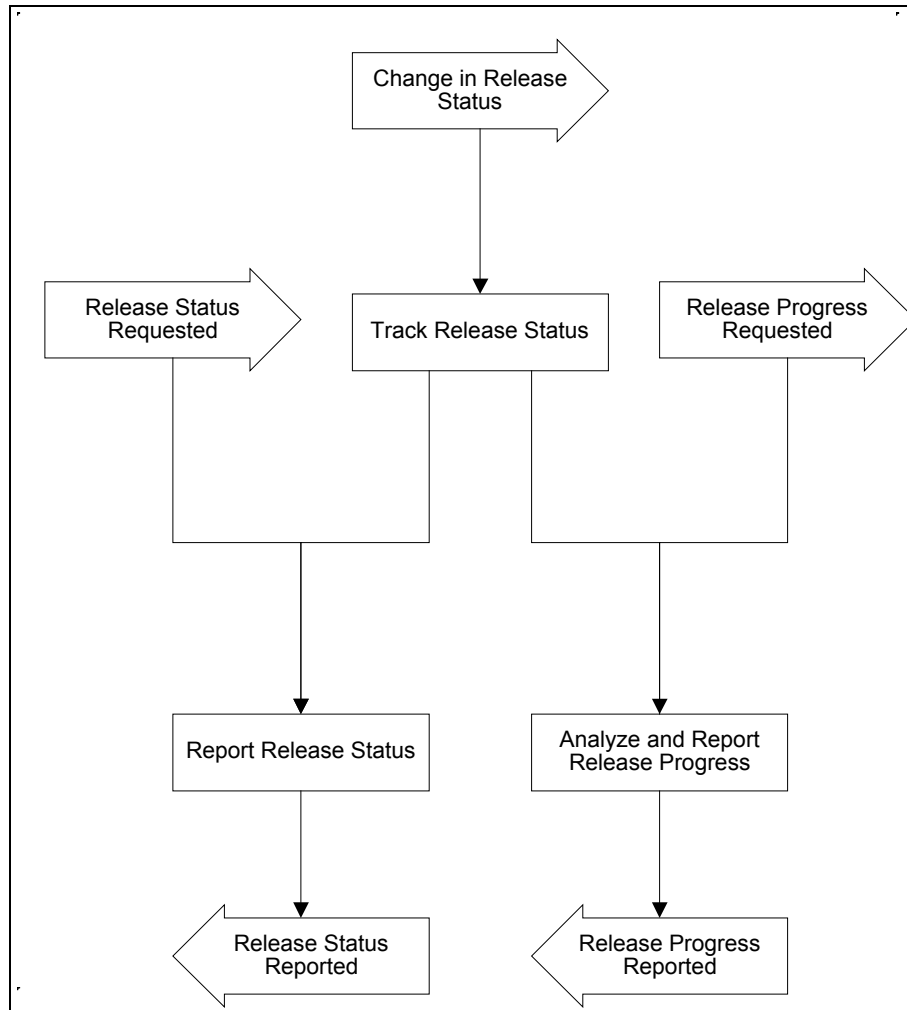 Change in Release
Status
Release Status
Requested
Track Release Status
Release Progress
Requested
Report Release Status
Analyze and Report
Release Progress
Release Status
Reported
Release Progress
Reported